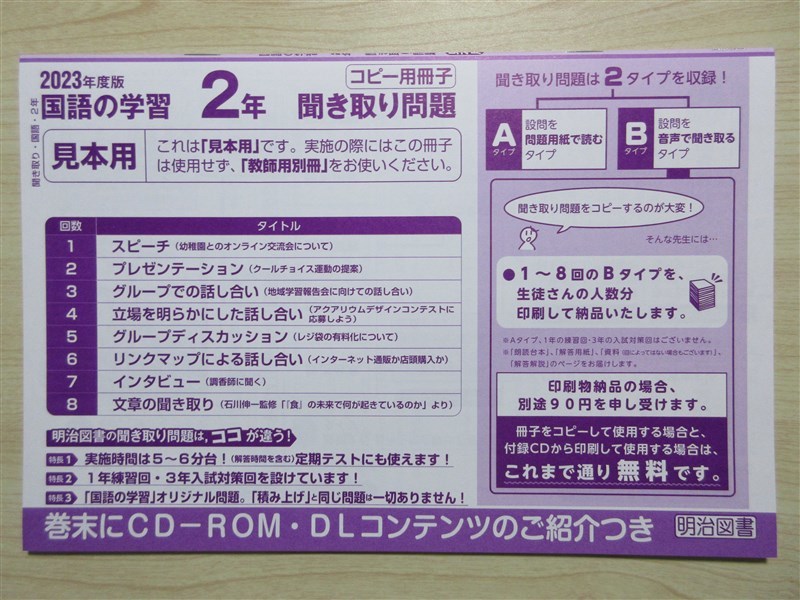 2023年度版
国語の学習 2年 聞き取り問題
コピー用冊子
聞き取り・国語・2年
見本用
これは「見本用」です。実施の際にはこの冊子
は使用せず、「教師用別冊」をお使いください。
回数 タイトル
1 スピーチ（幼稚園とのオンライン交流会について）
2 プレゼンテーション（クールチョイス運動の提案）
3 グループでの話し合い（地域学習報告会に向けての話し合い）
4 立場を明らかにした話し合い（アクアリウムデザインコンテストに
応募しよう）
5 グループディスカッション（レジ袋の有料化について）
6 リンクマップによる話し合い（インターネット通販か店頭購入か）
7 インタビュー（調香師に聞く）
8 文章の聞き取り（石川伸一監修「『食』の未来で何が起きているのか」より）
明治図書の聞き取り問題は、ココが違う！
特長1 実施時間は5～6分台！（解答時間を含む）定期テストにも使えます！
特長2 1年練習回・3年入試対策回を設けています！
特長3 「国語の学習」オリジナル問題。「積み上げ」と同じ問題は一切ありません！
聞き取り問題は2タイプを収録！
A タイプ
設問を
問題用紙で読む
タイプ
B タイプ
設問を
音声で聞き取る
タイプ
聞き取り問題をコピーするのが大変！
そんな先生には…
●1～8回のBタイプを、
生徒さんの人数分
印刷して納品いたします。
※Aタイプ、1年の練習回・3年の入試対策回はございません。
※「朗読台本」、「解答用紙」、「資料（回によってはない場合もございます）」、
「解答解説」のページをお届けします。
印刷物納品の場合、
別途90円を申し受けます。
冊子をコピーして使用する場合と、
付録CDから印刷して使用する場合は、
これまで通り無料です。
巻末にCD－ROM・DLコンテンツのご紹介つき
明治図書